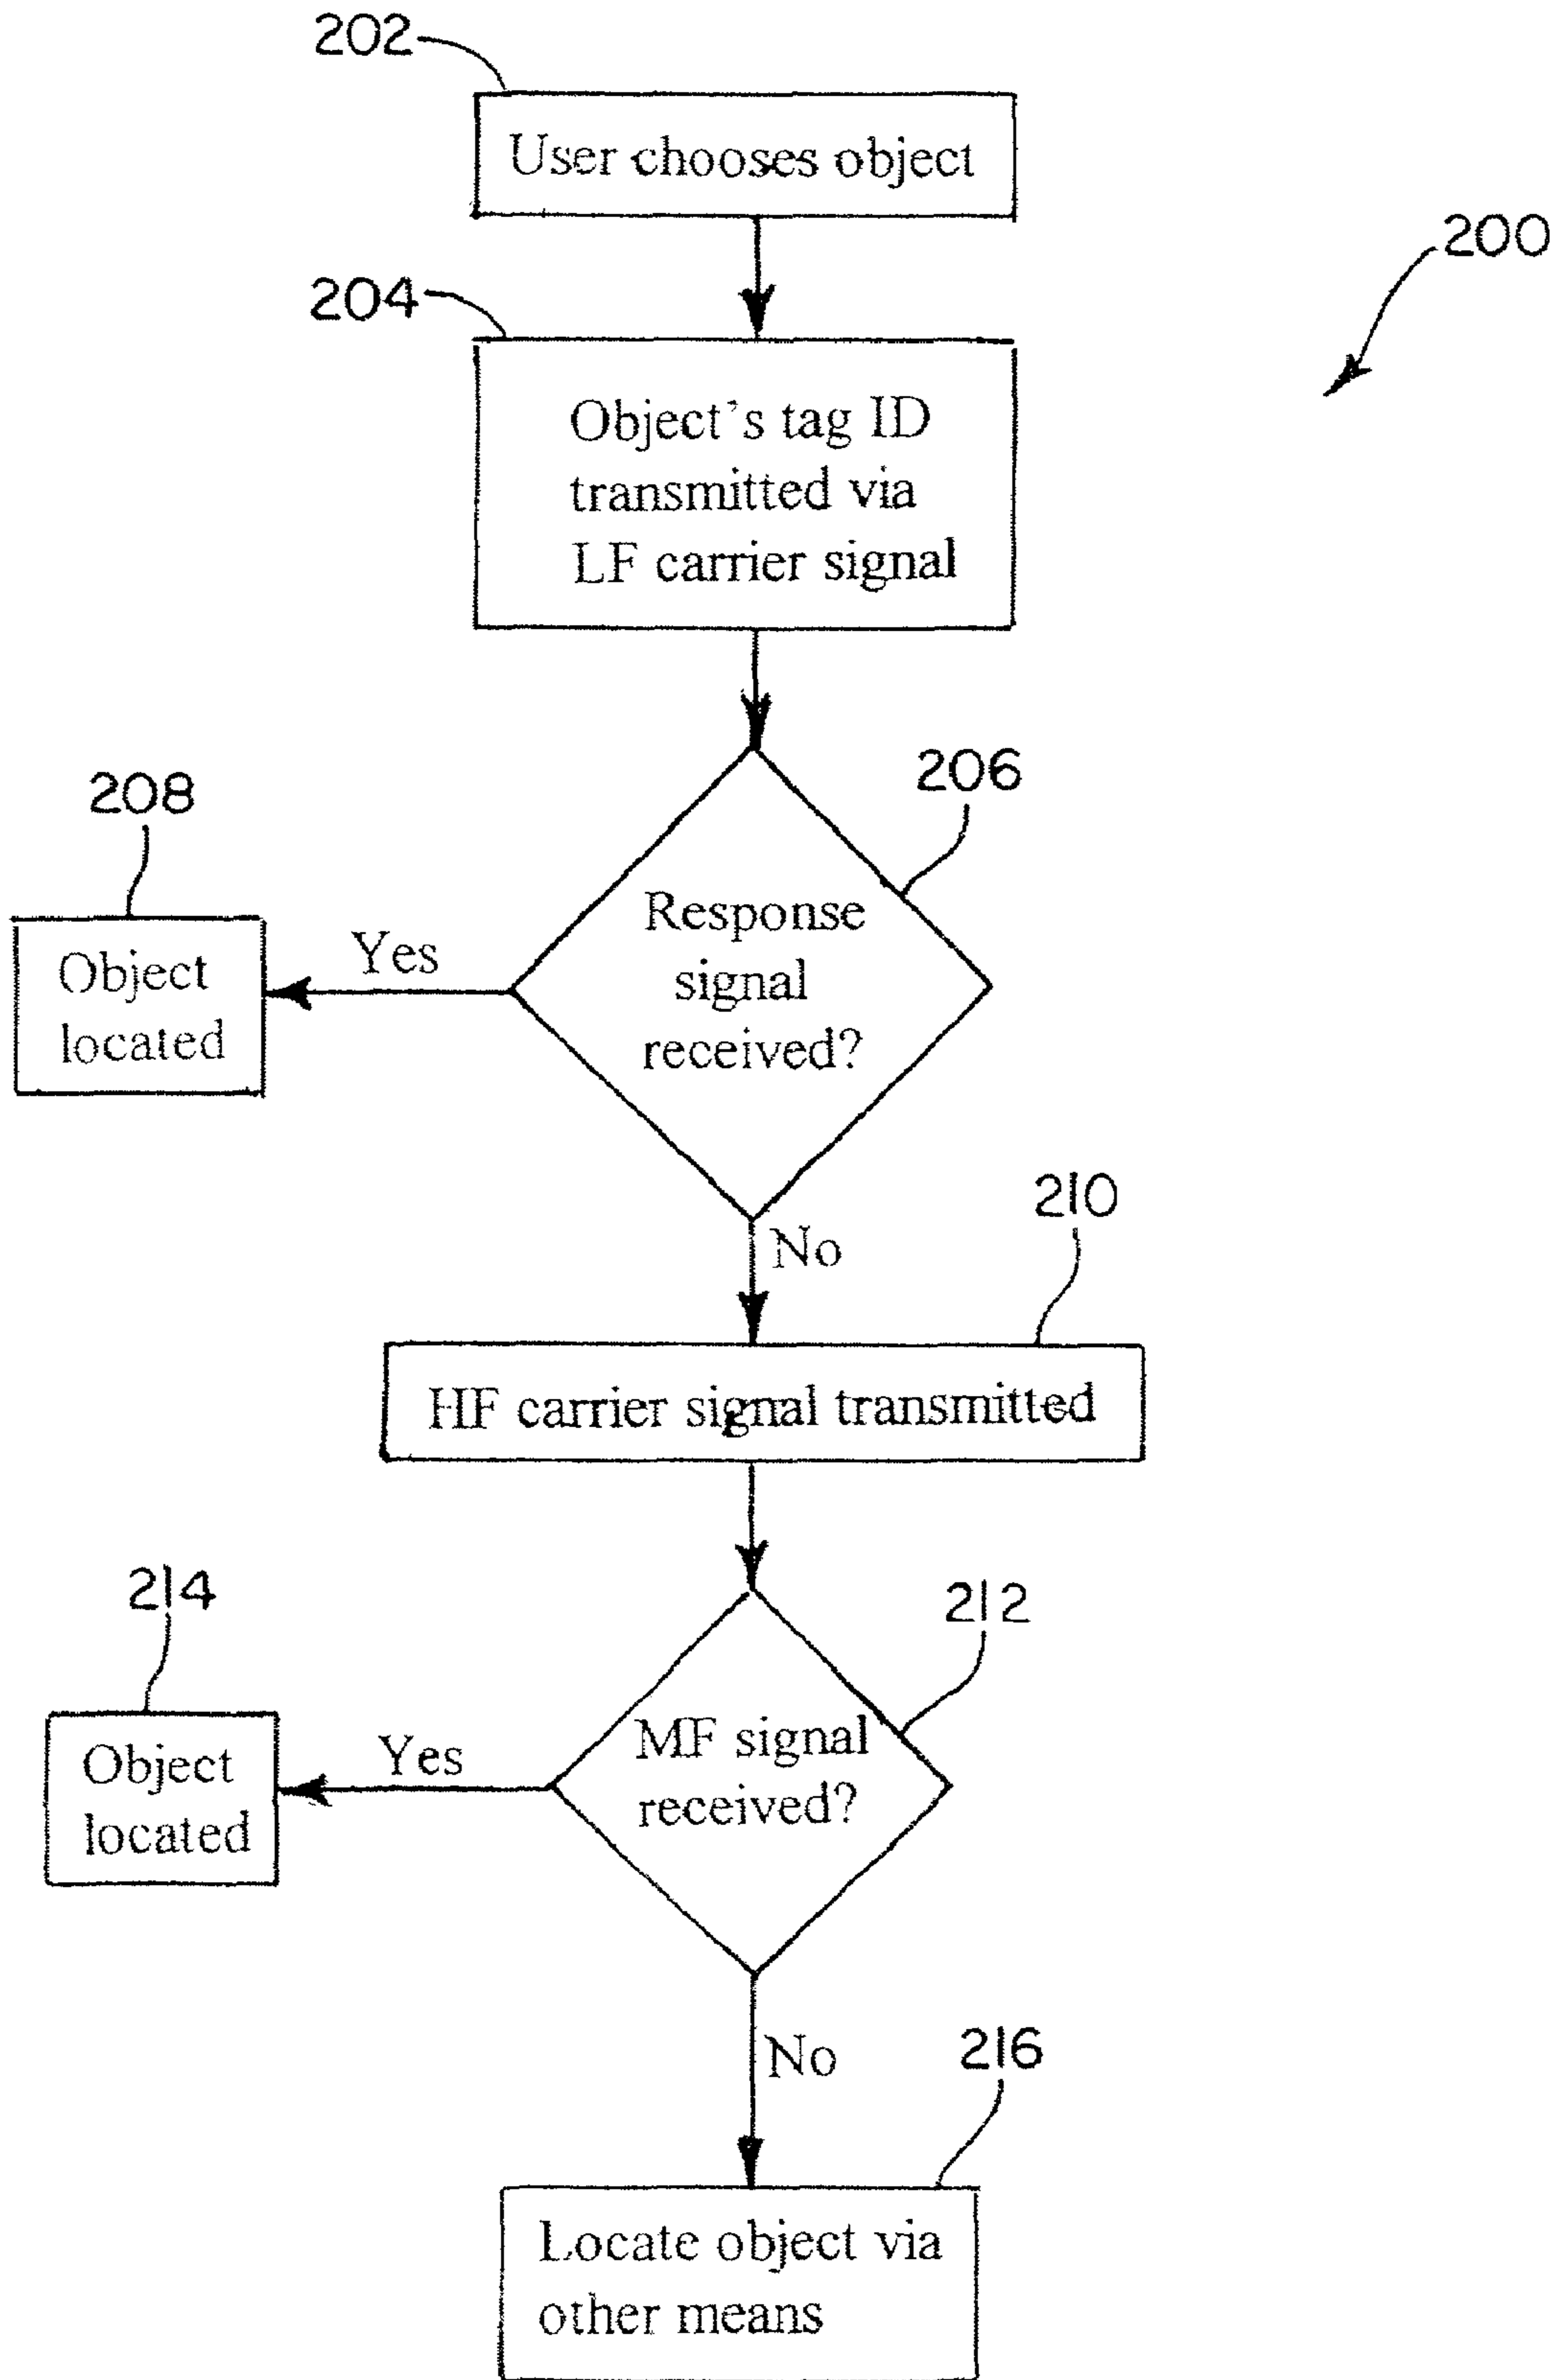 202
User chooses object
200
204
Object's tag ID
transmitted via
LF carrier signal
206
208
Response
signal
received?
Yes
Object
located
No
210
HF carrier signal transmitted
214
212
MF signal
received?
Yes
Object
located
No
216
Locate object via
other means